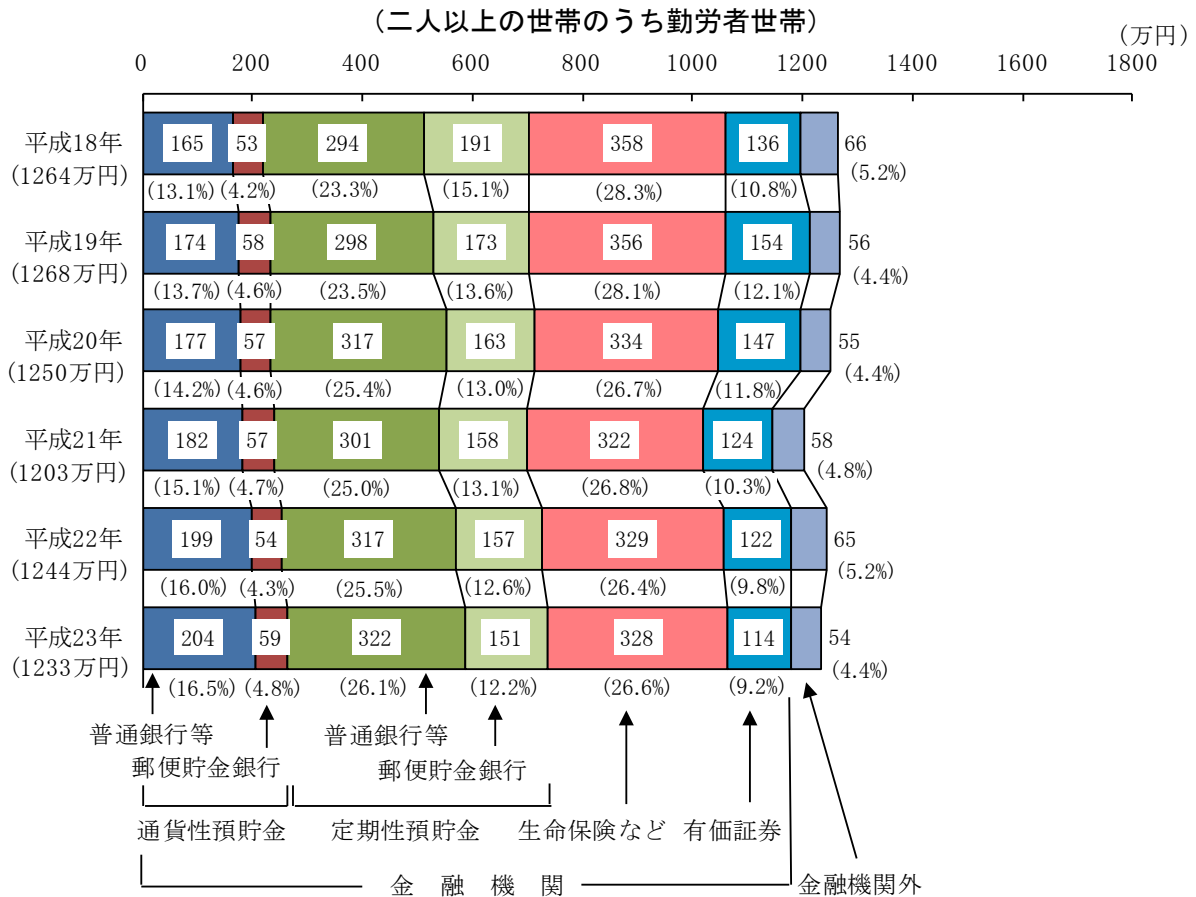 (二人以上の世帯のうち勤労者世帯)
(万円)
0 200 400 600 800 1000 1200 1400 1600 1800
平成18年
(1264万円)
165 53 294 191 358 136 66
(13.1%) (4.2%) (23.3%) (15.1%) (28.3%) (10.8%) (5.2%)
平成19年
(1268万円)
174 58 298 173 356 154 56
(13.7%) (4.6%) (23.5%) (13.6%) (28.1%) (12.1%) (4.4%)
平成20年
(1250万円)
177 57 317 163 334 147 55
(14.2%) (4.6%) (25.4%) (13.0%) (26.7%) (11.8%) (4.4%)
平成21年
(1203万円)
182 57 301 158 322 124 58
(15.1%) (4.7%) (25.0%) (13.1%) (26.8%) (10.3%) (4.8%)
平成22年
(1244万円)
199 54 317 157 329 122 65
(16.0%) (4.3%) (25.5%) (12.6%) (26.4%) (9.8%) (5.2%)
平成23年
(1233万円)
204 59 322 151 328 114 54
(16.5%) (4.8%) (26.1%) (12.2%) (26.6%) (9.2%) (4.4%)
普通銀行等 普通銀行等
郵便貯金銀行 郵便貯金銀行
通貨性預貯金 定期性預貯金 生命保険など 有価証券
金融機関 金融機関外